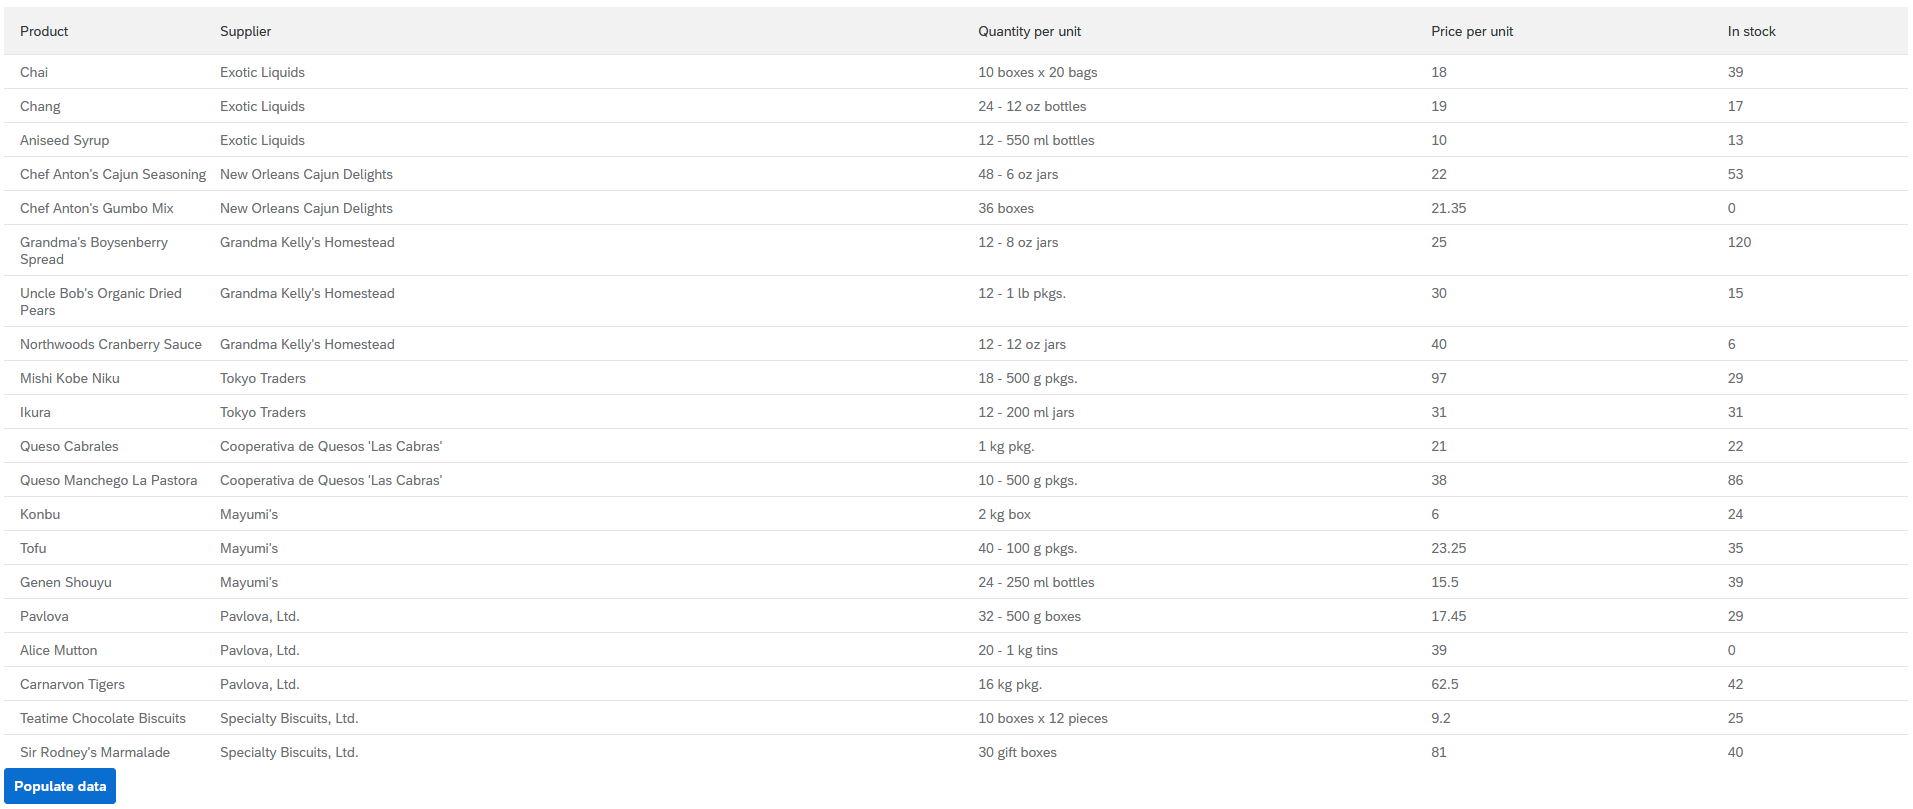 Product Supplier Quantity per unit Price per unit In stock
Chai Exotic Liquids 10 boxes x 20 bags 18 39
Chang Exotic Liquids 24 - 12 oz bottles 19 17
Aniseed Syrup Exotic Liquids 12 - 550 ml bottles 10 13
Chef Anton's Cajun Seasoning New Orleans Cajun Delights 48 - 6 oz jars 22 53
Chef Anton's Gumbo Mix New Orleans Cajun Delights 36 boxes 21.35 0
Grandma's Boysenberry Grandma Kelly's Homestead 12 - 8 oz jars 25 120
Spread
Uncle Bob's Organic Dried Grandma Kelly's Homestead 12 - 1 lb pkgs. 30 15
Pears
Northwoods Cranberry Sauce Grandma Kelly's Homestead 12 - 12 oz jars 40 6
Mishi Kobe Niku Tokyo Traders 18 - 500 g pkgs. 97 29
Ikura Tokyo Traders 12 - 200 ml jars 31 31
Queso Cabrales Cooperativa de Quesos 'Las Cabras' 1 kg pkg. 21 22
Queso Manchego La Pastora Cooperativa de Quesos 'Las Cabras' 10 - 500 g pkgs. 38 86
Konbu Mayumi's 2 kg box 6 24
Tofu Mayumi's 40 - 100 g pkgs. 23.25 35
Genen Shouyu Mayumi's 24 - 250 ml bottles 15.5 39
Pavlova Pavlova, Ltd. 32 - 500 g boxes 17.45 29
Alice Mutton Pavlova, Ltd. 20 - 1 kg tins 39 0
Carnarvon Tigers Pavlova, Ltd. 16 kg pkg. 62.5 42
Teatime Chocolate Biscuits Specialty Biscuits, Ltd. 10 boxes x 12 pieces 9.2 25
Sir Rodney's Marmalade Specialty Biscuits, Ltd. 30 gift boxes 81 40
Populate data